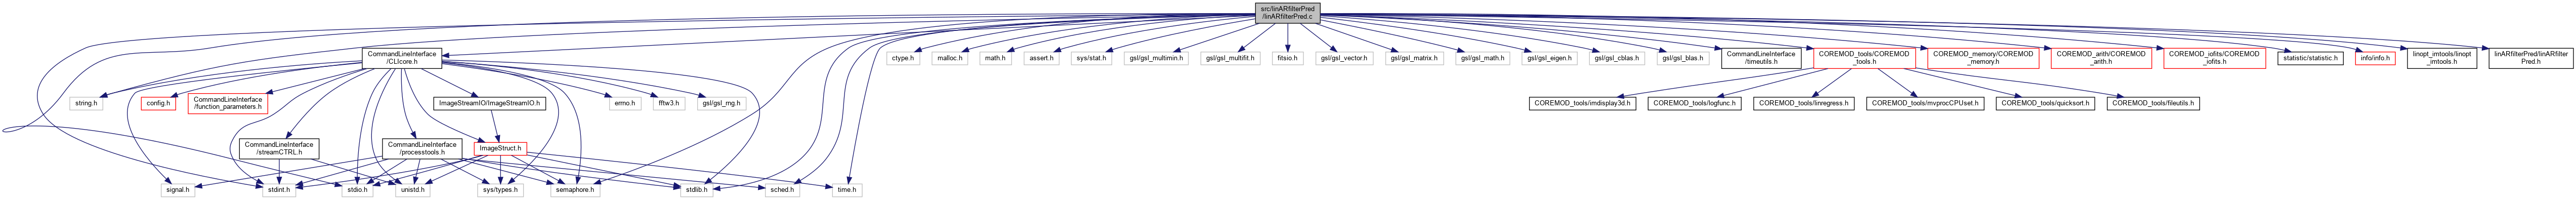 src/linARfilterPred
/linARfilterPred.c
CommandLineInterface
/CLIcore.h
ctype.h
malloc.h
math.h
assert.h
sys/stat.h
gsl/gsl_multimin.h
gsl/gsl_multifit.h
fitsio.h
gsl/gsl_vector.h
gsl/gsl_matrix.h
gsl/gsl_math.h
gsl/gsl_eigen.h
gsl/gsl_cblas.h
gsl/gsl_blas.h
CommandLineInterface
/timeutils.h
COREMOD_tools/COREMOD
_tools.h
COREMOD_memory/COREMOD
_memory.h
COREMOD_arith/COREMOD
_arith.h
COREMOD_iofits/COREMOD
_iofits.h
statistic/statistic.h
info/info.h
linopt_imtools/linopt
_imtools.h
linARfilterPred/linARfilter
Pred.h
string.h
config.h
CommandLineInterface
/function_parameters.h
ImageStreamIO/ImageStreamIO.h
errno.h
fftw3.h
gsl/gsl_rng.h
COREMOD_tools/imdisplay3d.h
COREMOD_tools/logfunc.h
COREMOD_tools/linregress.h
COREMOD_tools/mvprocCPUset.h
COREMOD_tools/quicksort.h
COREMOD_tools/fileutils.h
CommandLineInterface
/streamCTRL.h
CommandLineInterface
/processtools.h
ImageStruct.h
signal.h
stdint.h
stdio.h
unistd.h
sys/types.h
semaphore.h
stdlib.h
sched.h
time.h